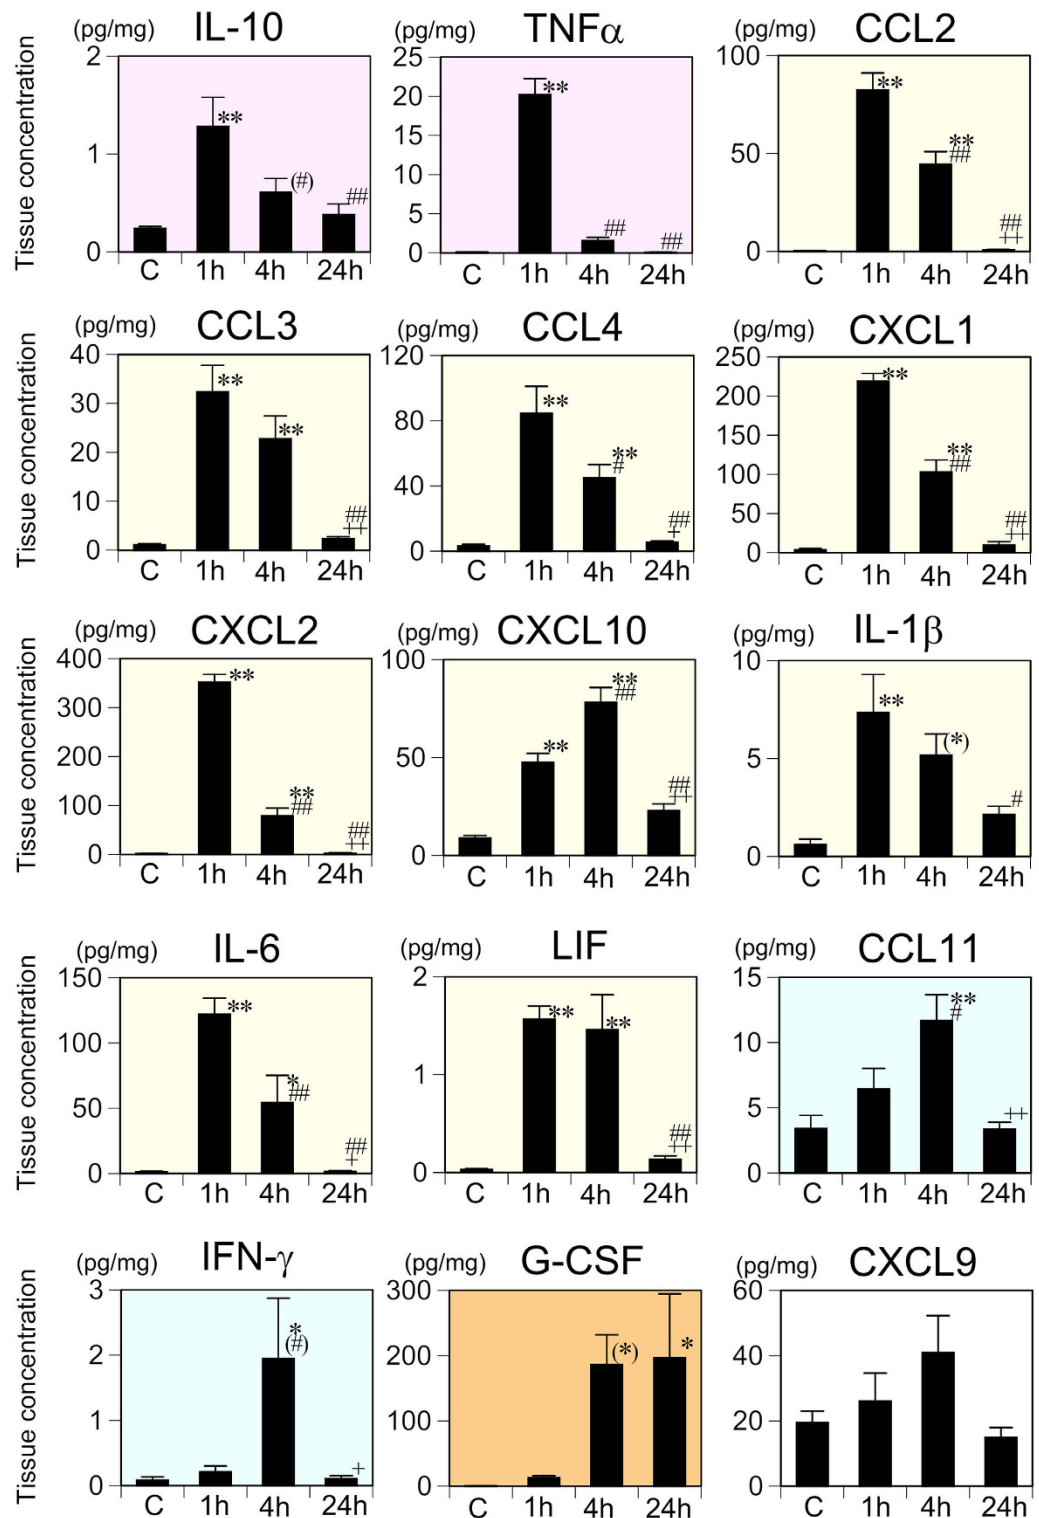 (pg/mg) IL-10 (pg/mg) TNFα (pg/mg) CCL2
Tissue concentration
2 1 0
** (#) ##
C 1h 4h 24h
25 20 15 10 5 0
** ## ##
C 1h 4h 24h
100 50 0
** ** ## ## ++
C 1h 4h 24h
(pg/mg) CCL3 (pg/mg) CCL4 (pg/mg) CXCL1
Tissue concentration
40 30 20 10 0
** ** ## ++
C 1h 4h 24h
120 80 40 0
** ** # ## +
C 1h 4h 24h
250 200 150 100 50 0
** ** ## ## ++
C 1h 4h 24h
(pg/mg) CXCL2 (pg/mg) CXCL10 (pg/mg) IL-1β
Tissue concentration
400 300 200 100 0
** ** ## ## ++
C 1h 4h 24h
100 50 0
** ** ## ## ++
C 1h 4h 24h
10 5 0
** (*) #
C 1h 4h 24h
(pg/mg) IL-6 (pg/mg) LIF (pg/mg) CCL11
Tissue concentration
150 100 50 0
** * ## ## +
C 1h 4h 24h
2 1 0
** ** ## ++
C 1h 4h 24h
15 10 5 0
** # ++
C 1h 4h 24h
(pg/mg) IFN-γ (pg/mg) G-CSF (pg/mg) CXCL9
Tissue concentration
3 2 1 0
* (#) +
C 1h 4h 24h
300 200 100 0
(*) *
C 1h 4h 24h
60 40 20 0
C 1h 4h 24h